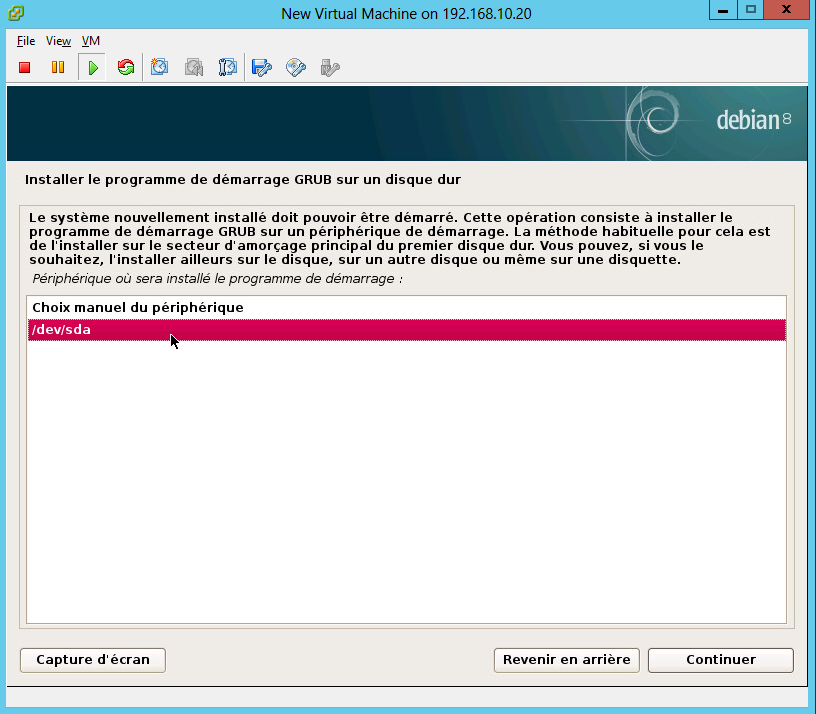 New Virtual Machine on 192.168.10.20
File View VM
debian 8
Installer le programme de démarrage GRUB sur un disque dur
Le système nouvellement installé doit pouvoir être démarré. Cette opération consiste à installer le
programme de démarrage GRUB sur un périphérique de démarrage. La méthode habituelle pour cela est
de l'installer sur le secteur d'amorçage principal du premier disque dur. Vous pouvez, si vous le
souhaitez, l'installer ailleurs sur le disque, sur un autre disque ou même sur une disquette.
Périphérique où sera installé le programme de démarrage :
Choix manuel du périphérique
/dev/sda
Capture d'écran Revenir en arrière Continuer